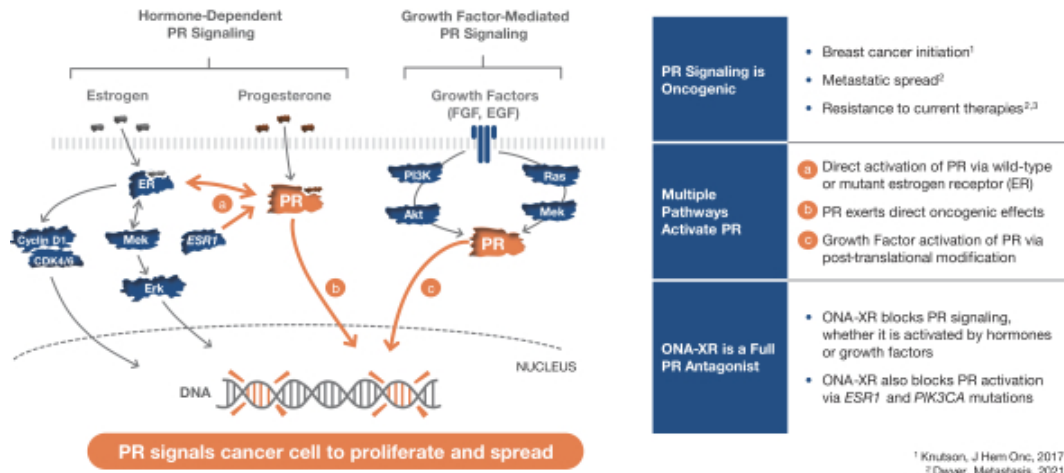 Hormone-Dependent
PR Signaling
Growth Factor-Mediated
PR Signaling
Estrogen
Progesterone
Growth Factors
(FGF, EGF)
ER
a
PR
Cyclin D1
CDK4/6
Mek
ESR1
Erk
PI3K
Ras
Akt
Mek
PR
b
c
NUCLEUS
DNA
PR signals cancer cell to proliferate and spread
PR Signaling is
Oncogenic
• Breast cancer initiation¹
• Metastatic spread²
• Resistance to current therapies²,³
Multiple
Pathways
Activate PR
a Direct activation of PR via wild-type
or mutant estrogen receptor (ER)
b PR exerts direct oncogenic effects
c Growth Factor activation of PR via
post-translational modification
ONA-XR is a Full
PR Antagonist
• ONA-XR blocks PR signaling,
whether it is activated by hormones
or growth factors
• ONA-XR also blocks PR activation
via ESR1 and PIK3CA mutations
¹ Knutson, J Hem Onc, 2017
² Dwyer, Metastasis,